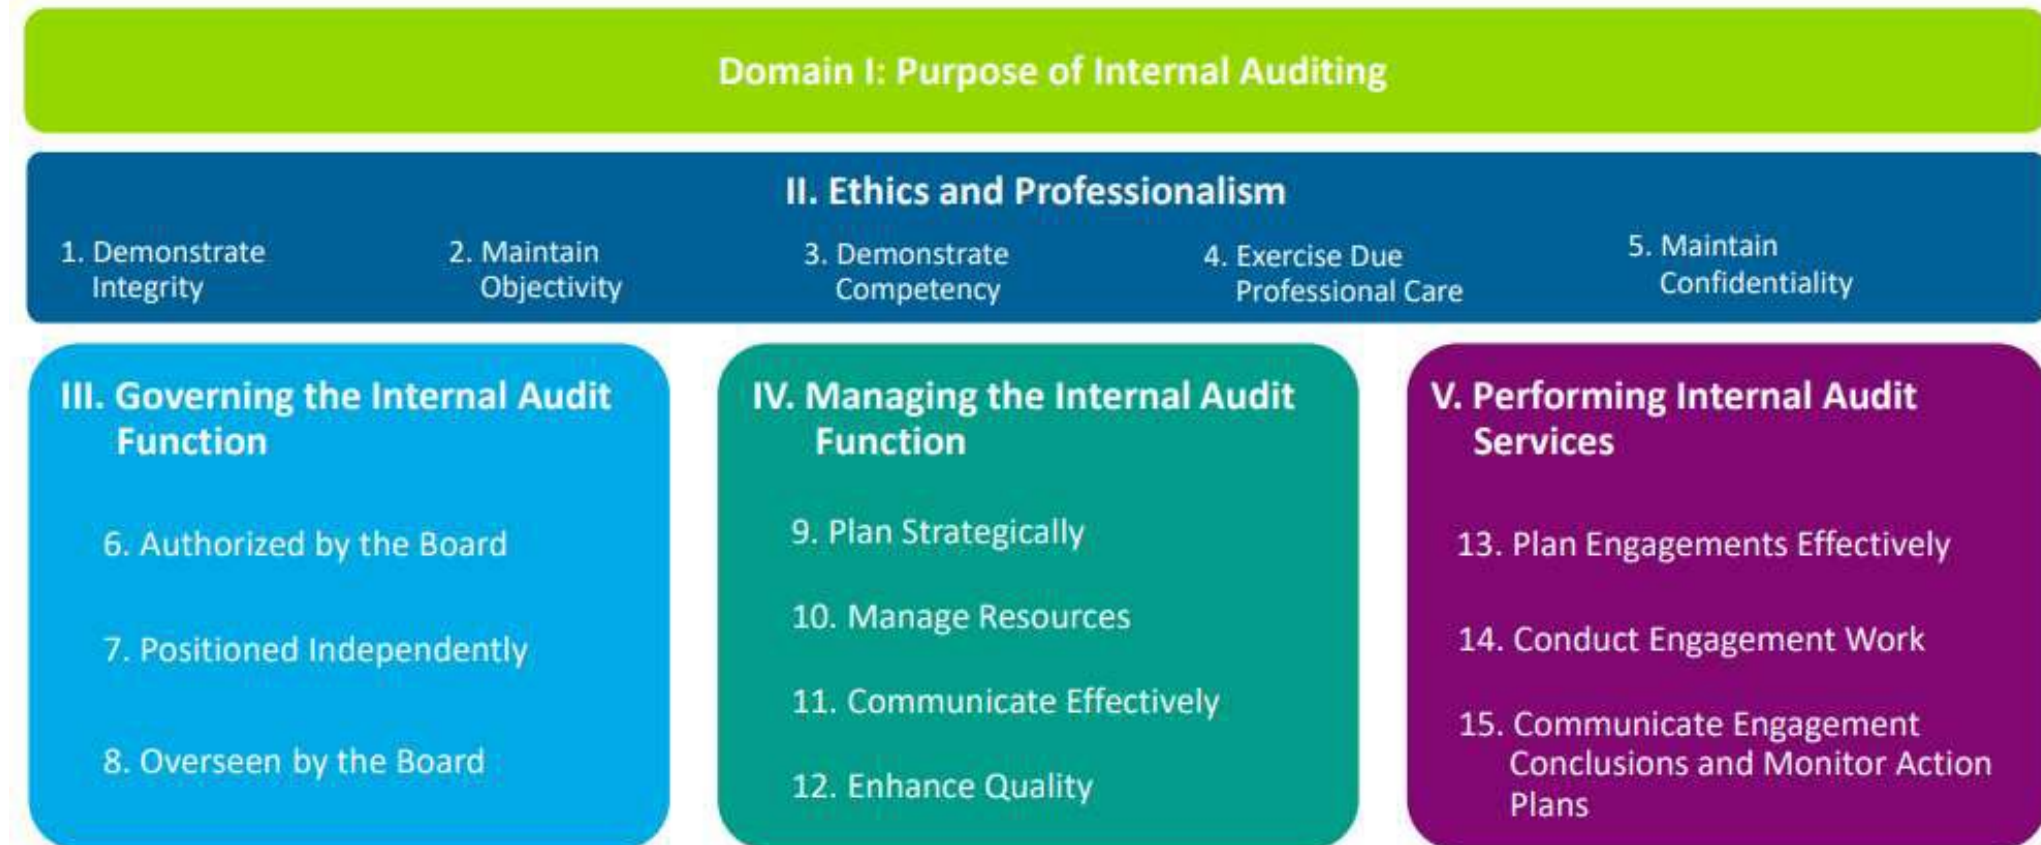 Domain I: Purpose of Internal Auditing
II. Ethics and Professionalism
1. Demonstrate
Integrity
2. Maintain
Objectivity
3. Demonstrate
Competency
4. Exercise Due
Professional Care
5. Maintain
Confidentiality
III. Governing the Internal Audit
Function
6. Authorized by the Board
7. Positioned Independently
8. Overseen by the Board
IV. Managing the Internal Audit
Function
9. Plan Strategically
10. Manage Resources
11. Communicate Effectively
12. Enhance Quality
V. Performing Internal Audit
Services
13. Plan Engagements Effectively
14. Conduct Engagement Work
15. Communicate Engagement
Conclusions and Monitor Action
Plans